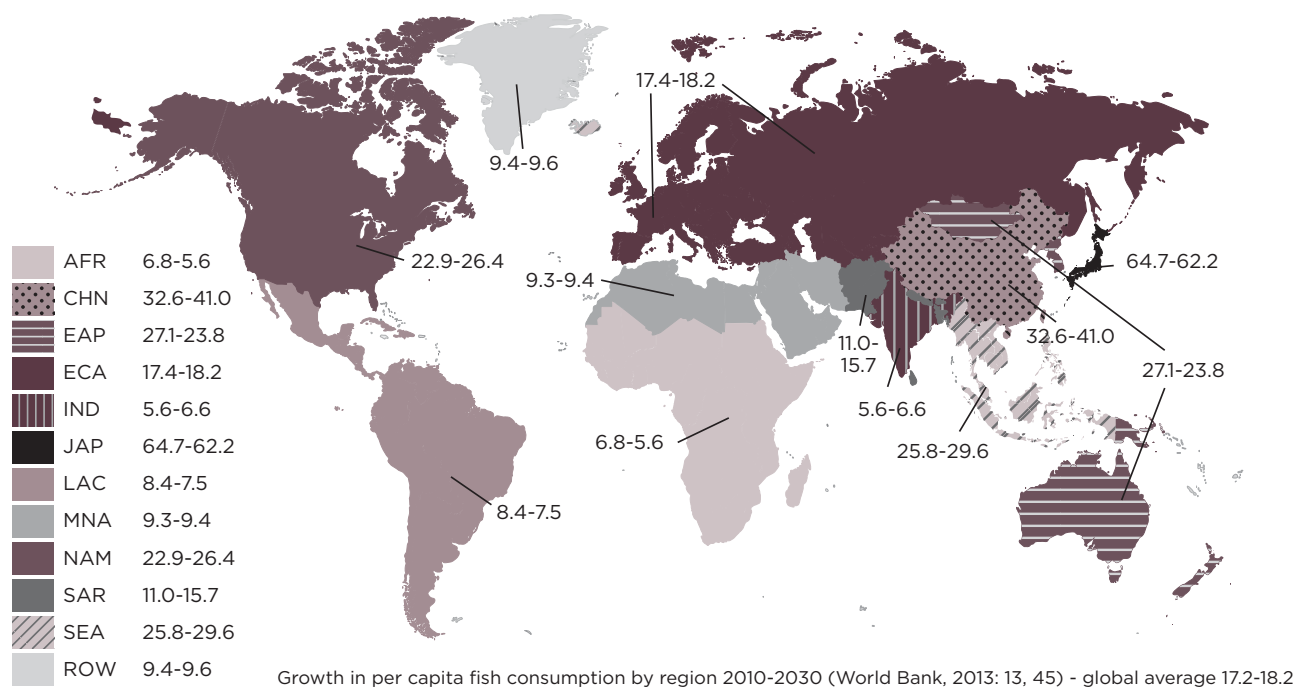 17.4-18.2
9.4-9.6
22.9-26.4
9.3-9.4
64.7-62.2
11.0-
15.7
32.6-41.0
27.1-23.8
5.6-6.6
6.8-5.6
25.8-29.6
8.4-7.5
AFR 6.8-5.6
CHN 32.6-41.0
EAP 27.1-23.8
ECA 17.4-18.2
IND 5.6-6.6
JAP 64.7-62.2
LAC 8.4-7.5
MNA 9.3-9.4
NAM 22.9-26.4
SAR 11.0-15.7
SEA 25.8-29.6
ROW 9.4-9.6
Growth in per capita fish consumption by region 2010-2030 (World Bank, 2013: 13, 45) - global average 17.2-18.2